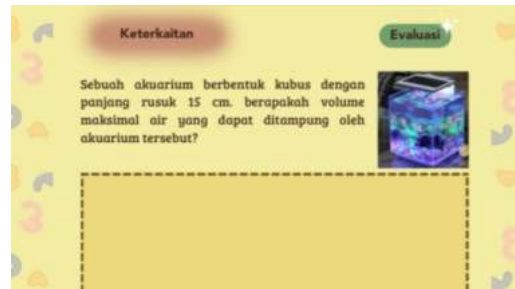 Keterkaitan
Evaluasi
Sebuah akuarium berbentuk kubus dengan
panjang rusuk 15 cm. berapakah volume
maksimal air yang dapat ditampung oleh
akuarium tersebut?